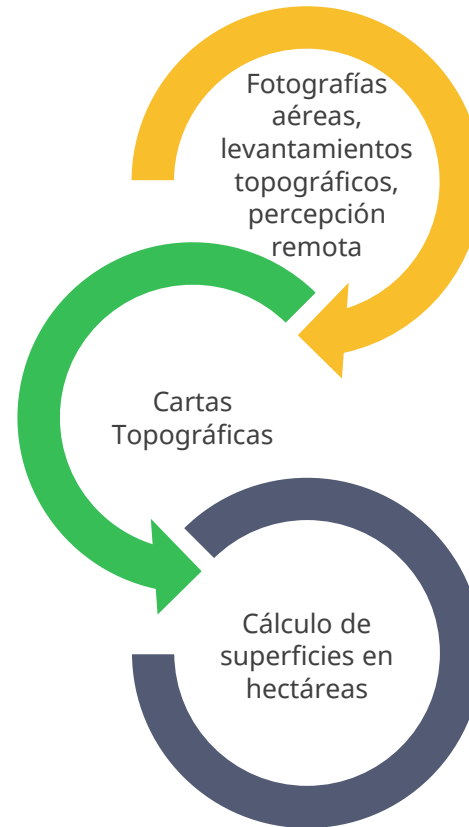 Fotografías
aéreas,
levantamientos
topográficos,
percepción
remota
Cartas
Topográficas
Cálculo de
superficies en
hectáreas